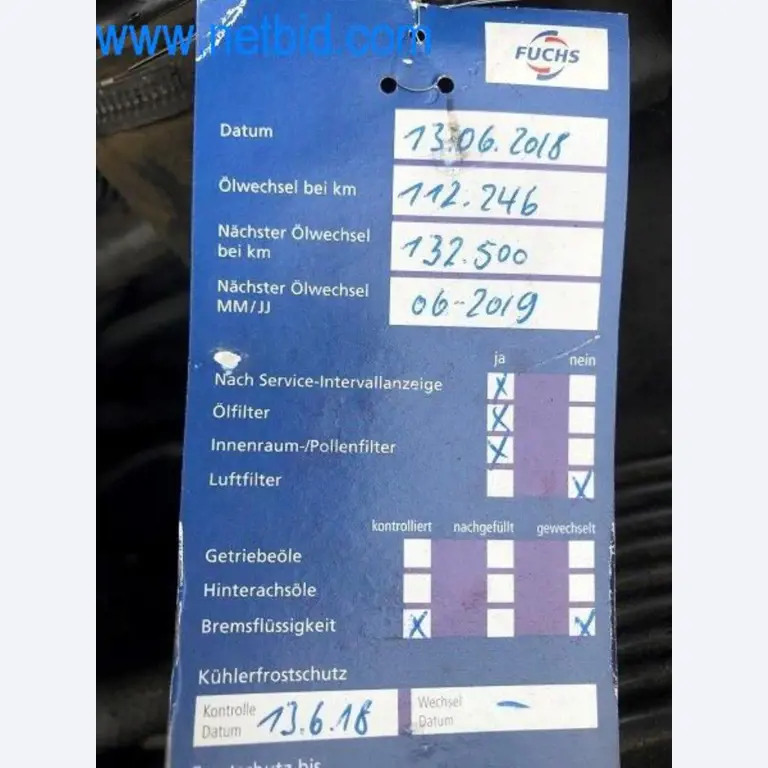 www.netbid.com
FUCHS
Datum 13.06.2018
Ölwechsel bei km 112.246
Nächster Ölwechsel
bei km 132.500
Nächster Ölwechsel
MM/JJ 06-2019
ja nein
Nach Service-Intervallanzeige X
Ölfilter X
Innenraum-/Pollenfilter X
Luftfilter X
kontrolliert nachgefüllt gewechselt
Getriebeöle
Hinterachsöle
Bremsflüssigkeit X X
Kühlerfrostschutz
Kontrolle Datum 13.6.18 Wechsel Datum –